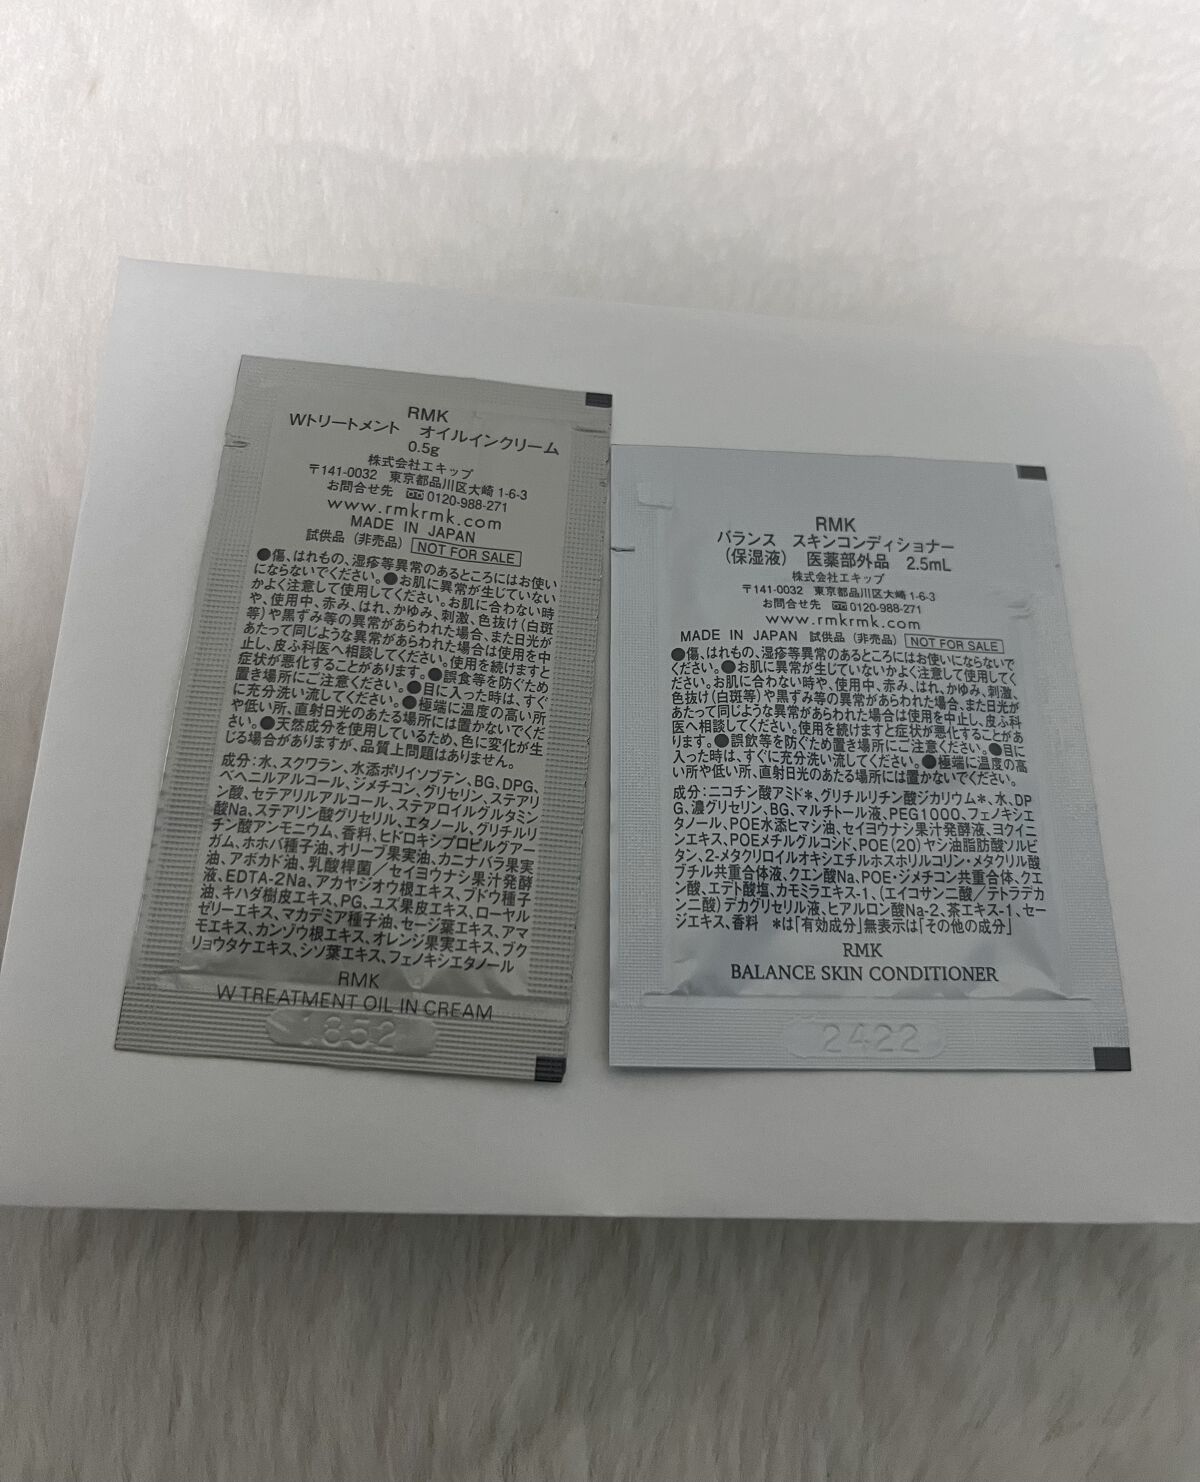 RMK
Wトリートメント オイルインクリーム
0.5g
株式会社エキップ
〒141-0032 東京都品川区大崎1-6-3
お問合せ先 0120-988-271
www.rmkrmk.com
MADE IN JAPAN
試供品(非売品) NOT FOR SALE
●傷、はれもの、湿疹等異常のあるところにはお使い
にならないでください。●お肌に異常が生じていない
かよく注意して使用してください。お肌に合わない時
や、使用中、赤み、はれ、かゆみ、刺激、色抜け(白斑
等)や黒ずみ等の異常があらわれた場合、また日光が
あたって同じような異常があらわれた場合は使用を中
止し、皮ふ科医へ相談してください。使用を続けますと
症状が悪化することがあります。●誤食等を防ぐため
置き場所にご注意ください。●目に入った時は、すぐ
に充分洗い流してください。●極端に温度の高い所
や低い所、直射日光のあたる場所には置かないでくだ
さい。●天然成分を使用しているため、色に変化が生
じる場合がありますが、品質上問題はありません。
成分:水、スクワラン、水添ポリイソブテン、BG、DPG、
ベヘニルアルコール、ジメチコン、グリセリン、ステアリ
ン酸、セテアリルアルコール、ステアロイルグルタミン
酸Na、ステアリン酸グリセリル、エタノール、グリチルリ
チン酸アンモニウム、香料、ヒドロキシプロピルグアー
ガム、ホホバ種子油、オリーブ果実油、カニナバラ果実
油、アボカド油、乳酸桿菌/セイヨウナシ果汁発酵
液、EDTA-2Na、アカヤジオウ根エキス、ブドウ種子
油、キハダ樹皮エキス、PG、ユズ果皮エキス、ローヤル
ゼリーエキス、マカデミア種子油、セージ葉エキス、アマ
モエキス、カンゾウ根エキス、オレンジ果実エキス、ブク
リョウタケエキス、シソ葉エキス、フェノキシエタノール
RMK
W TREATMENT OIL IN CREAM
1852
RMK
バランス スキンコンディショナー
(保湿液) 医薬部外品 2.5mL
株式会社エキップ
〒141-0032 東京都品川区大崎1-6-3
お問合せ先 0120-988-271
www.rmkrmk.com
MADE IN JAPAN 試供品(非売品) NOT FOR SALE
●傷、はれもの、湿疹等異常のあるところにはお使いにならないで
ください。●お肌に異常が生じていないかよく注意して使用してく
ださい。お肌に合わない時や、使用中、赤み、はれ、かゆみ、刺激、
色抜け(白斑等)や黒ずみ等の異常があらわれた場合、また日光が
あたって同じような異常があらわれた場合は使用を中止し、皮ふ科
医へ相談してください。使用を続けますと症状が悪化することがあ
ります。●誤飲等を防ぐため置き場所にご注意ください。●目に
入った時は、すぐに充分洗い流してください。●極端に温度の高
い所や低い所、直射日光のあたる場所には置かないでください。
成分:ニコチン酸アミド*、グリチルリチン酸ジカリウム*、水、DP
G、濃グリセリン、BG、マルチトール液、PEG1000、フェノキシエ
タノール、POE水添ヒマシ油、セイヨウナシ果汁発酵液、ヨクイニ
ンエキス、POEメチルグルコシド、POE(20)ヤシ油脂肪酸ソルビ
タン、2-メタクリロイルオキシエチルホスホリルコリン・メタクリル酸
ブチル共重合体液、クエン酸Na、POE・ジメチコン共重合体、クエ
ン酸、エデト酸塩、カモミラエキス-1、(エイコサン二酸/テトラデカ
ン二酸)デカグリセリル液、ヒアルロン酸Na-2、茶エキス-1、セー
ジエキス、香料 *は「有効成分」無表示は「その他の成分」
RMK
BALANCE SKIN CONDITIONER
2422